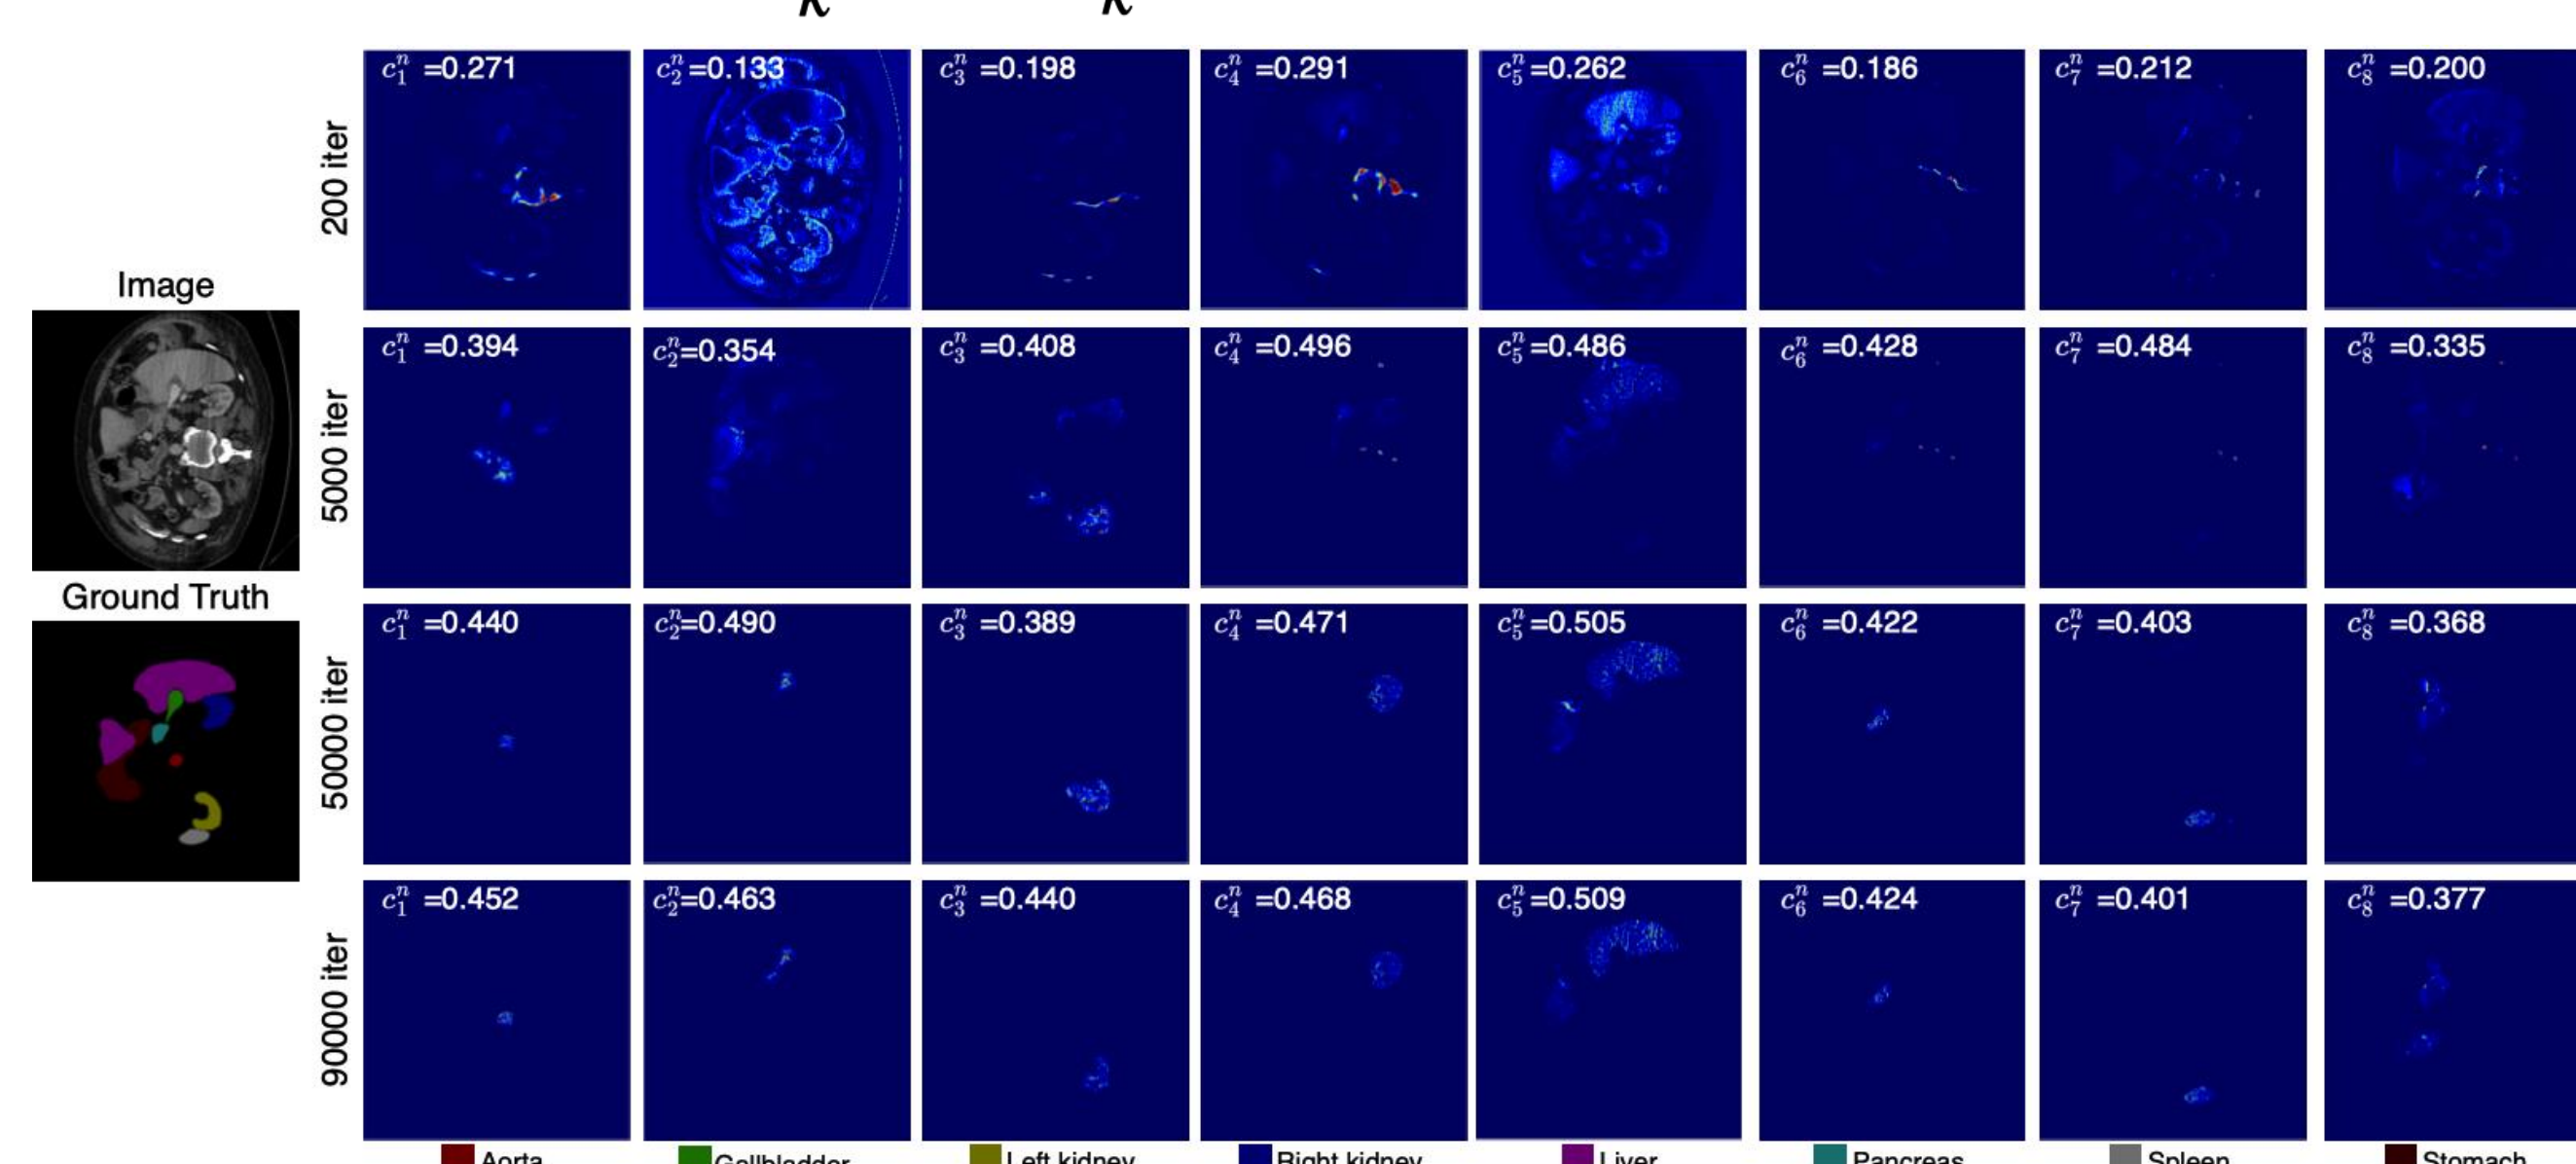 κ κ
Image
Ground Truth
200 iter
c₁ⁿ =0.271
c₂ⁿ=0.133
c₃ⁿ =0.198
c₄ⁿ =0.291
c₅ⁿ=0.262
c₆ⁿ =0.186
c₇ⁿ =0.212
c₈ⁿ =0.200
5000 iter
c₁ⁿ =0.394
c₂ⁿ=0.354
c₃ⁿ =0.408
c₄ⁿ =0.496
c₅ⁿ=0.486
c₆ⁿ =0.428
c₇ⁿ =0.484
c₈ⁿ =0.335
50000 iter
c₁ⁿ =0.440
c₂ⁿ=0.490
c₃ⁿ =0.389
c₄ⁿ =0.471
c₅ⁿ=0.505
c₆ⁿ =0.422
c₇ⁿ =0.403
c₈ⁿ =0.368
90000 iter
c₁ⁿ =0.452
c₂ⁿ=0.463
c₃ⁿ =0.440
c₄ⁿ =0.468
c₅ⁿ=0.509
c₆ⁿ =0.424
c₇ⁿ =0.401
c₈ⁿ =0.377
Aorta
Gallbladder
Left kidney
Right kidney
Liver
Pancreas
Spleen
Stomach